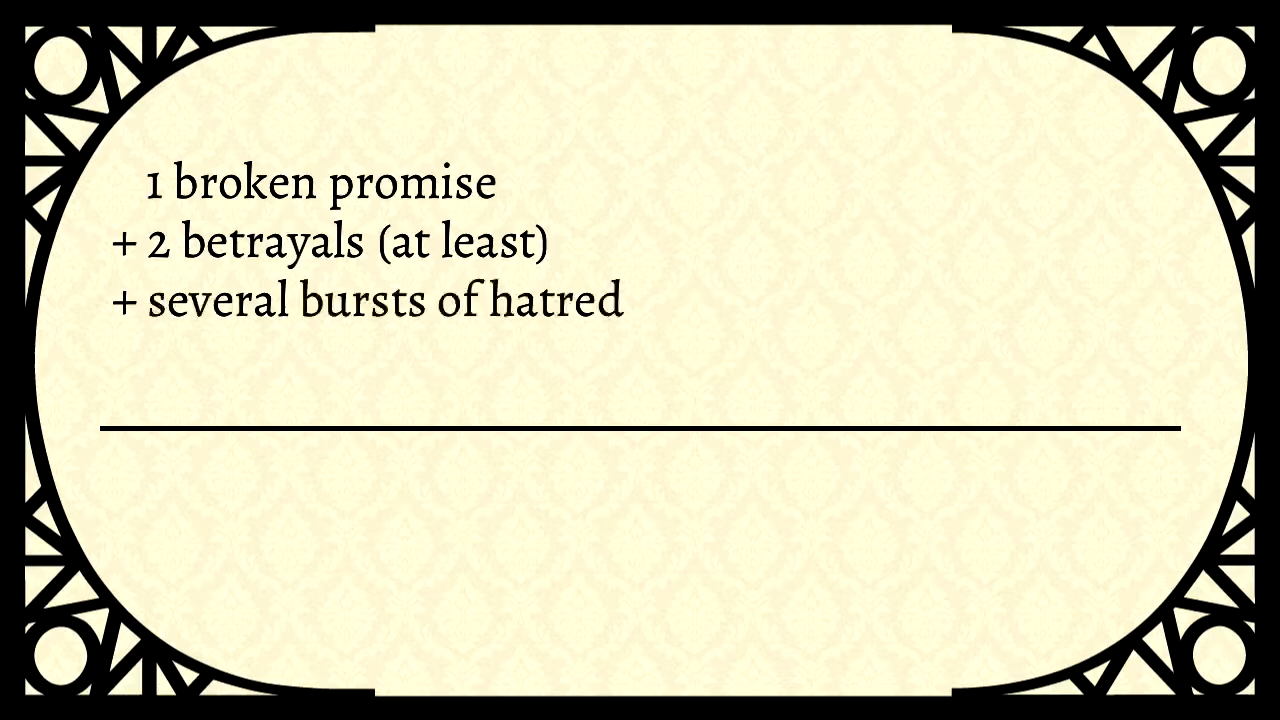 1 broken promise
+ 2 betrayals (at least)
+ several bursts of hatred